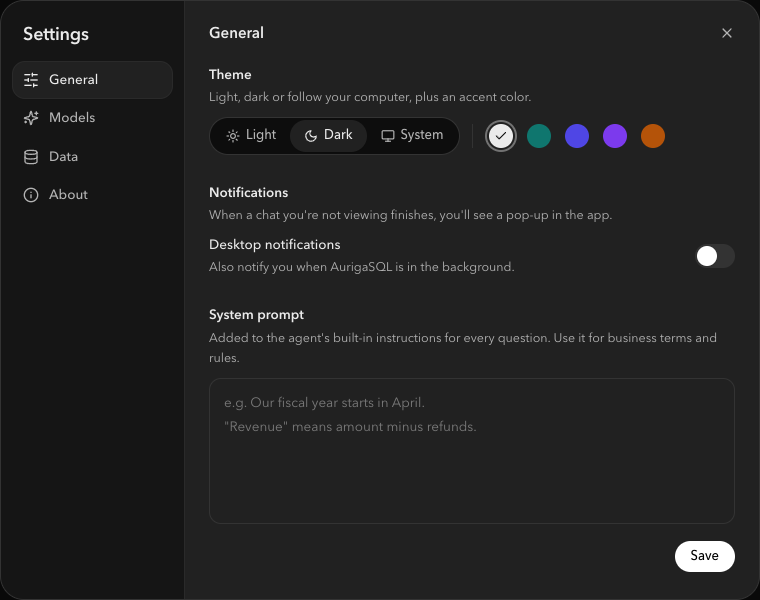 Settings
General
Models
Data
About
General
Theme
Light, dark or follow your computer, plus an accent color.
Light Dark System
Notifications
When a chat you're not viewing finishes, you'll see a pop-up in the app.
Desktop notifications
Also notify you when AurigaSQL is in the background.
System prompt
Added to the agent's built-in instructions for every question. Use it for business terms and
rules.
e.g. Our fiscal year starts in April.
"Revenue" means amount minus refunds.
Save